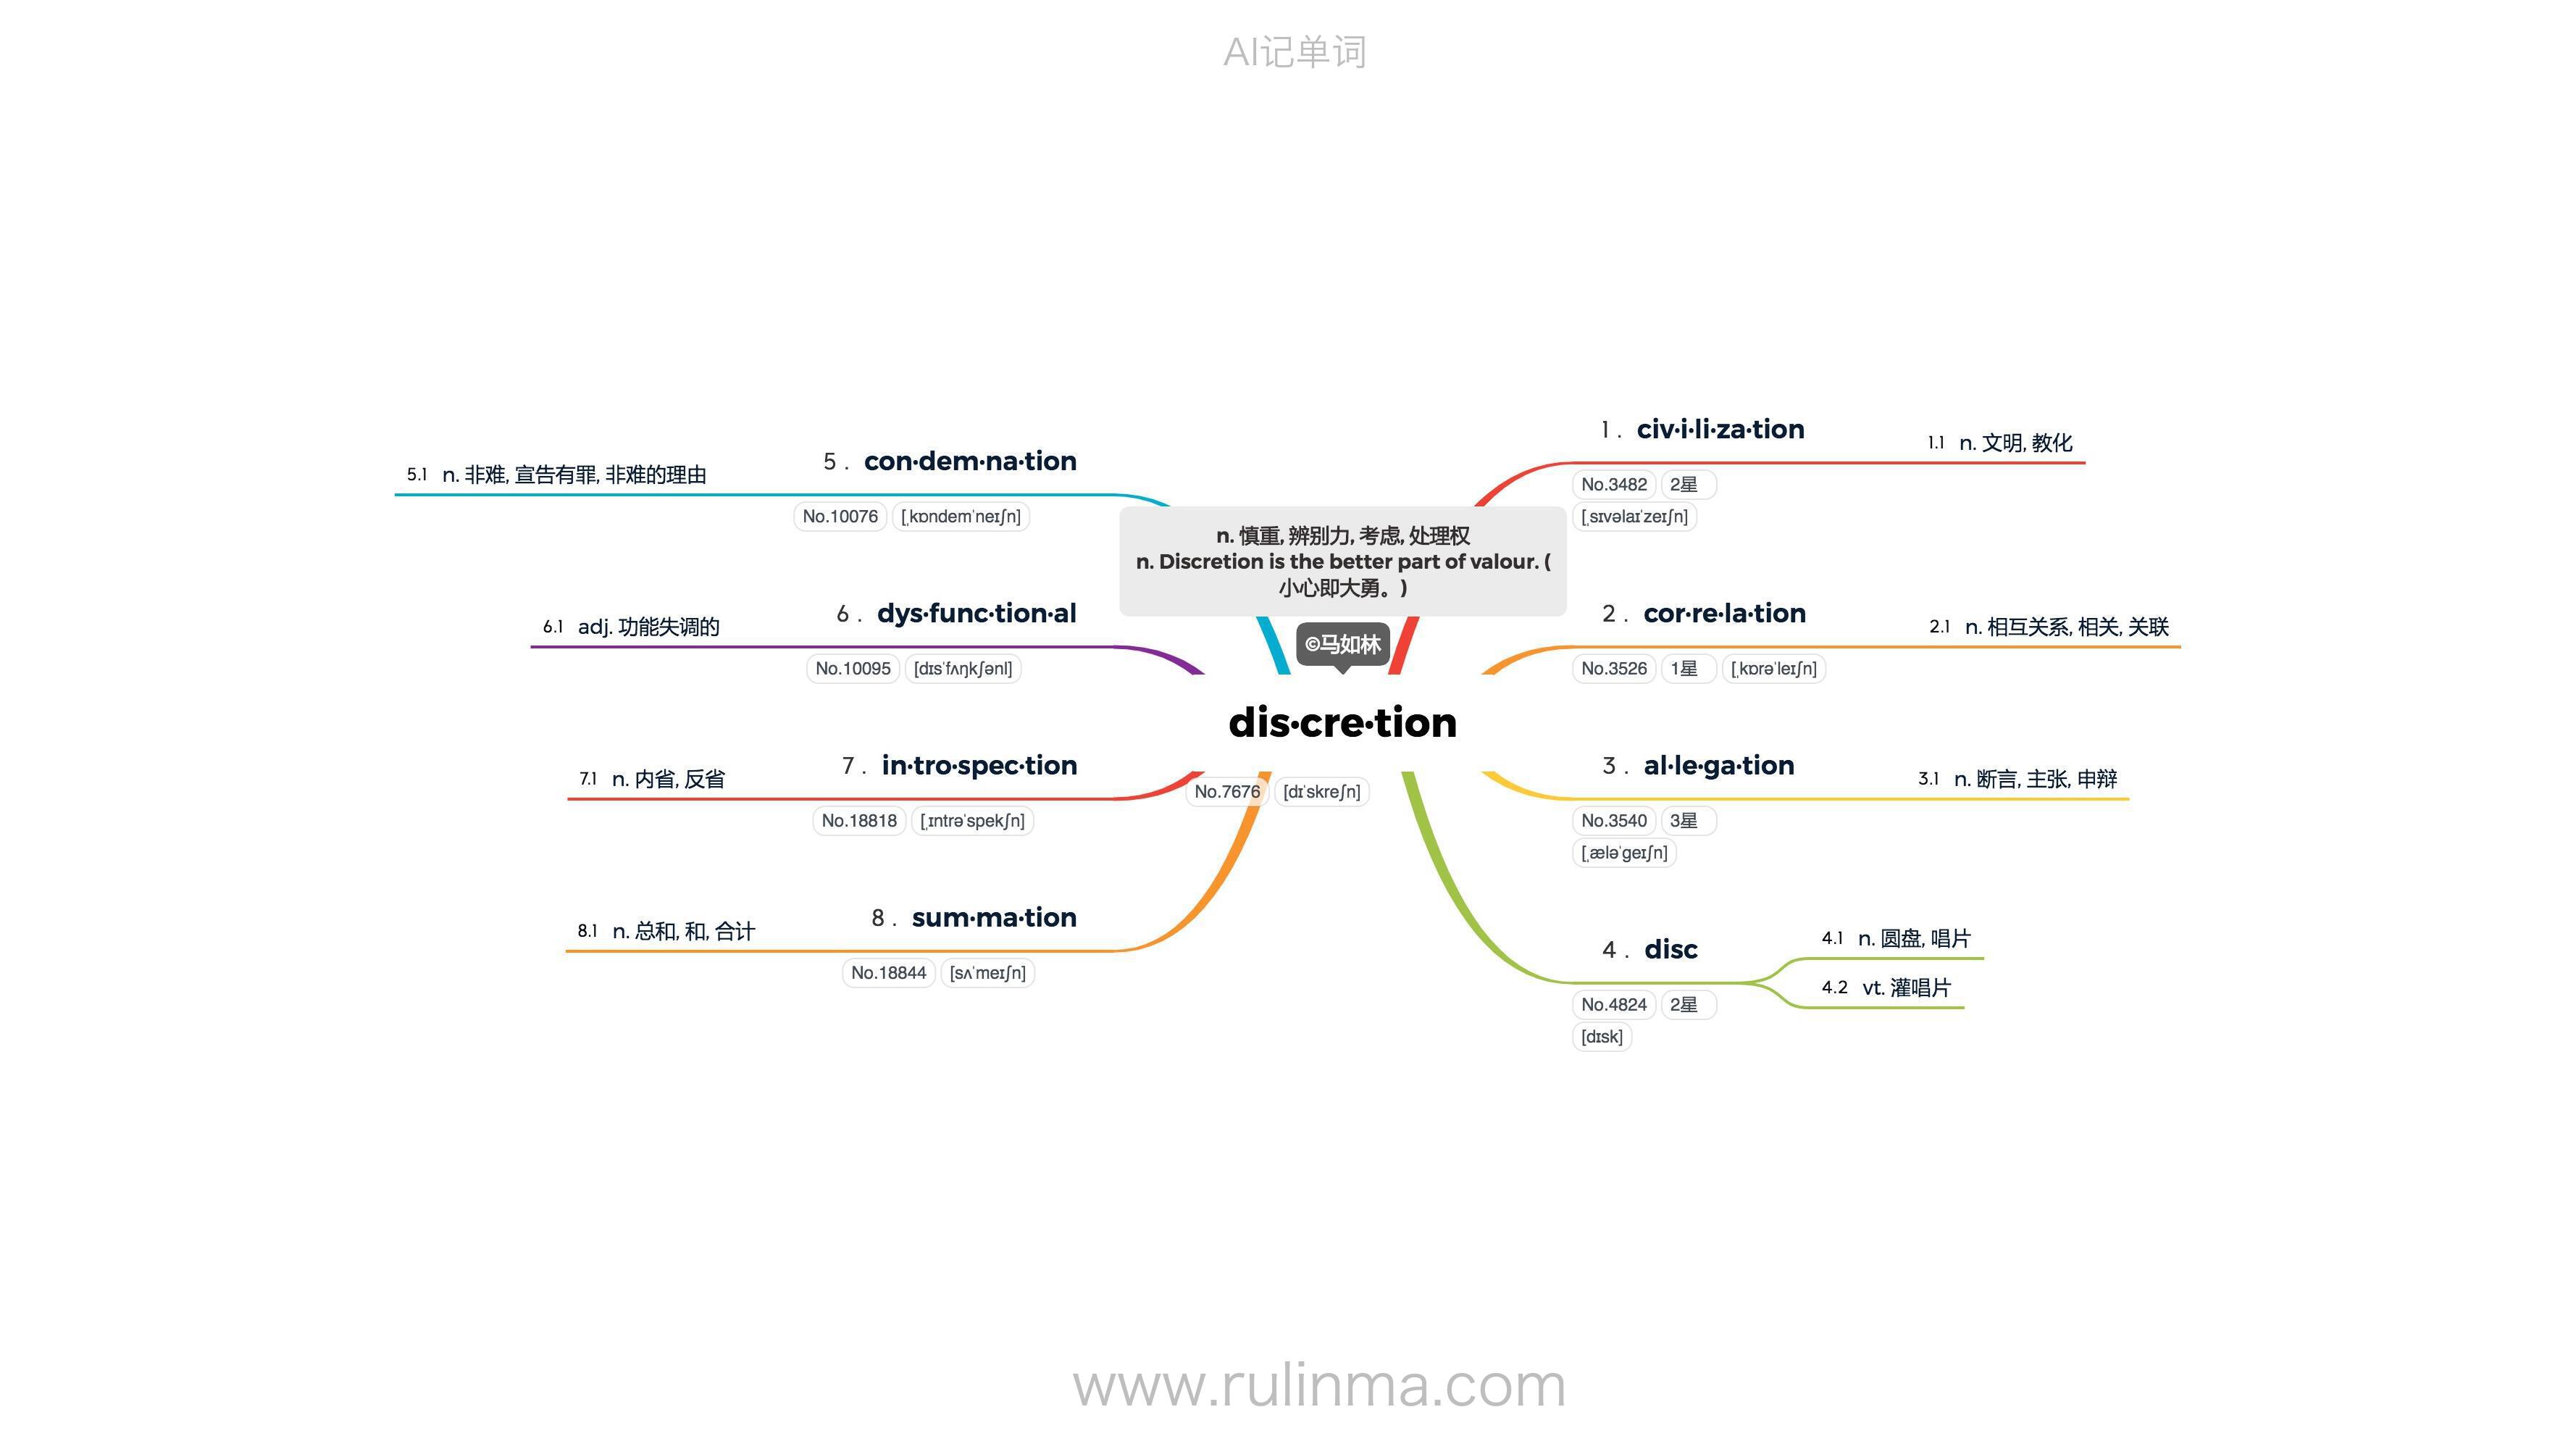 AI记单词
n. 慎重, 辨别力, 考虑, 处理权
n. Discretion is the better part of valour. (
小心即大勇。)
©马如林
dis·cre·tion
No.7676 [dɪˈskreʃn]
1 . civ·i·li·za·tion
1.1 n. 文明, 教化
No.3482 2星
[ˌsɪvəlaɪˈzeɪʃn]
2 . cor·re·la·tion
2.1 n. 相互关系, 相关, 关联
No.3526 1星 [ˌkɒrəˈleɪʃn]
3 . al·le·ga·tion
3.1 n. 断言, 主张, 申辩
No.3540 3星
[ˌæləˈɡeɪʃn]
4 . disc
4.1 n. 圆盘, 唱片
4.2 vt. 灌唱片
No.4824 2星
[dɪsk]
5 . con·dem·na·tion
5.1 n. 非难, 宣告有罪, 非难的理由
No.10076 [ˌkɒndemˈneɪʃn]
6 . dys·func·tion·al
6.1 adj. 功能失调的
No.10095 [dɪsˈfʌŋkʃənl]
7 . in·tro·spec·tion
7.1 n. 内省, 反省
No.18818 [ˌɪntrəˈspekʃn]
8 . sum·ma·tion
8.1 n. 总和, 和, 合计
No.18844 [sʌˈmeɪʃn]
www.rulinma.com